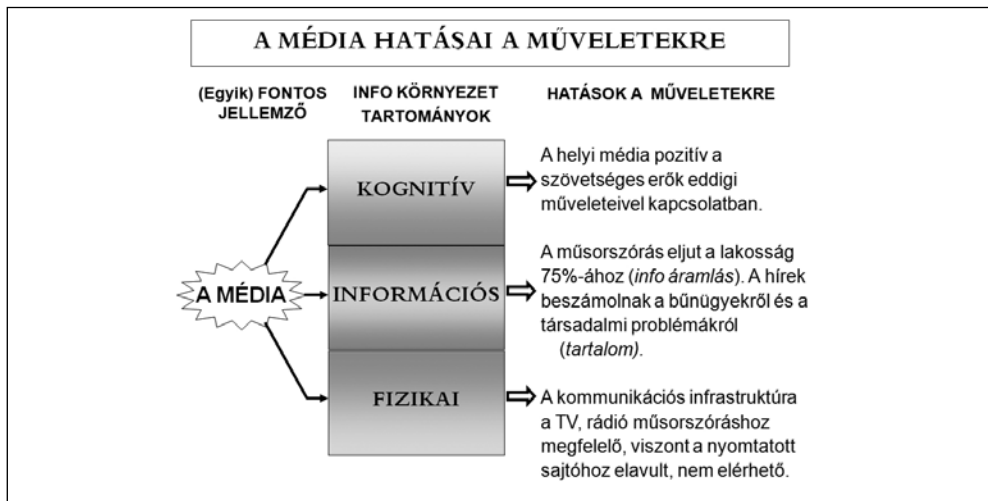 A MÉDIA HATÁSAI A MŰVELETEKRE
(Egyik) FONTOS
JELLEMZŐ
INFO KÖRNYEZET
TARTOMÁNYOK
HATÁSOK A MŰVELETEKRE
A MÉDIA
KOGNITÍV
A helyi média pozitív a
szövetséges erők eddigi
műveleteivel kapcsolatban.
INFORMÁCIÓS
A műsorszórás eljut a lakosság
75%-ához (info áramlás). A hírek
beszámolnak a bűnügyekről és a
társadalmi problémákról
(tartalom).
FIZIKAI
A kommunikációs infrastruktúra
a TV, rádió műsorszóráshoz
megfelelő, viszont a nyomtatott
sajtóhoz elavult, nem elérhető.